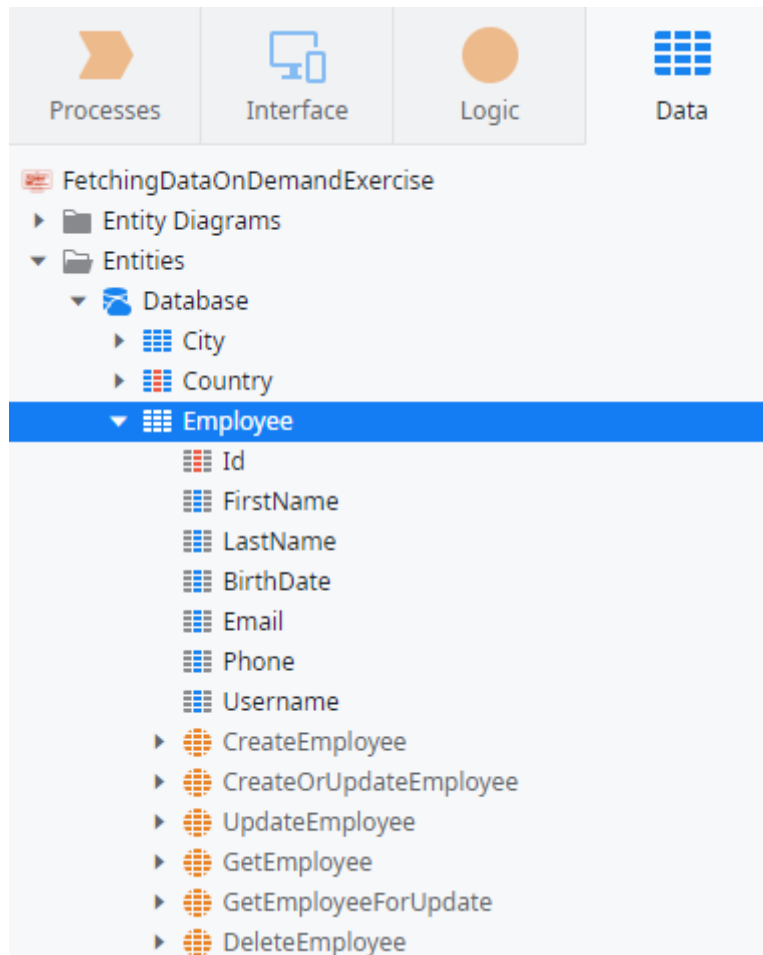 Processes Interface Logic Data
FetchingDataOnDemandExercise
Entity Diagrams
Entities
Database
City
Country
Employee
Id
FirstName
LastName
BirthDate
Email
Phone
Username
CreateEmployee
CreateOrUpdateEmployee
UpdateEmployee
GetEmployee
GetEmployeeForUpdate
DeleteEmployee